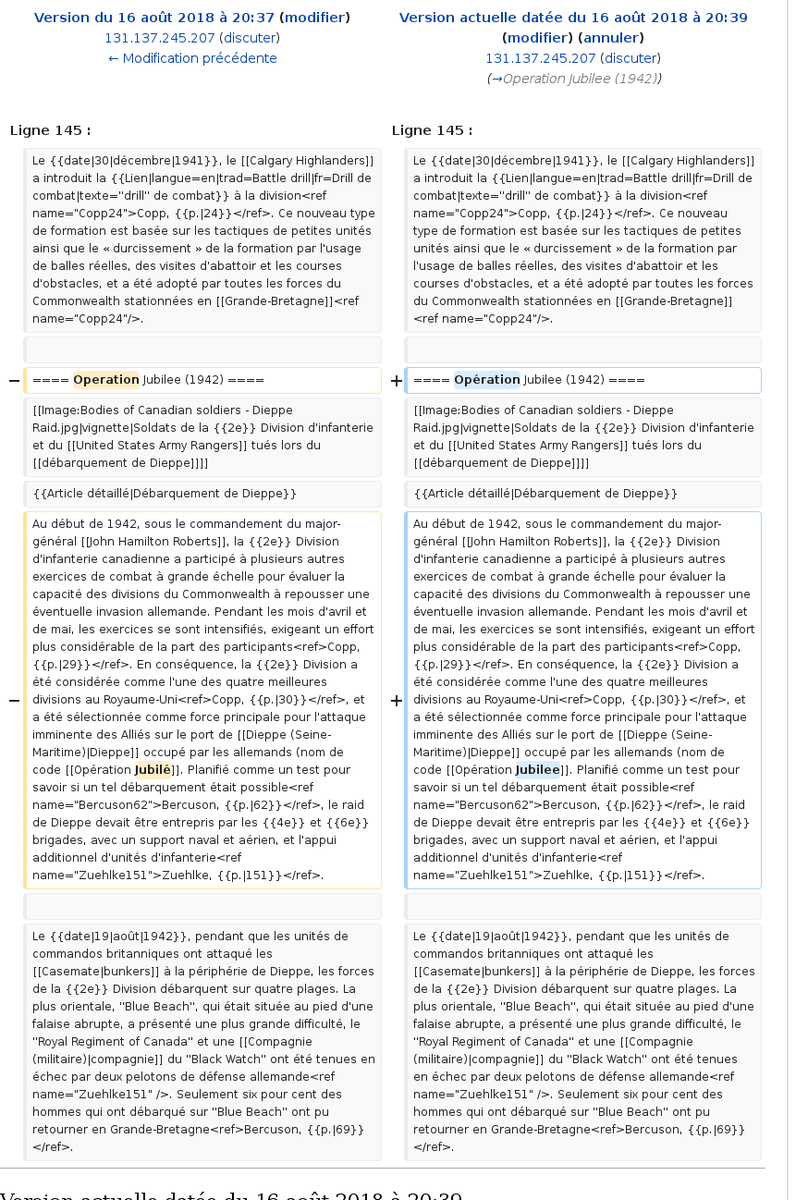 Version du 16 août 2018 à 20:37 (modifier)
131.137.245.207 (discuter)
← Modification précédente
Version actuelle datée du 16 août 2018 à 20:39
(modifier) (annuler)
131.137.245.207 (discuter)
(→Operation Jubilee (1942))
Ligne 145 :
Le {{date|30|décembre|1941}}, le [[Calgary Highlanders]]
a introduit la {{Lien|langue=en|trad=Battle drill|fr=Drill de
combat|texte=''drill'' de combat}} à la division<ref
name="Copp24">Copp, {{p.|24}}</ref>. Ce nouveau type
de formation est basée sur les tactiques de petites unités
ainsi que le « durcissement » de la formation par l'usage
de balles réelles, des visites d'abattoir et les courses
d'obstacles, et a été adopté par toutes les forces du
Commonwealth stationnées en [[Grande-Bretagne]]<ref
name="Copp24"/>.
− ==== Operation Jubilee (1942) ====
[[Image:Bodies of Canadian soldiers - Dieppe
Raid.jpg|vignette|Soldats de la {{2e}} Division d'infanterie
et du [[United States Army Rangers]] tués lors du
[[débarquement de Dieppe]]]]
{{Article détaillé|Débarquement de Dieppe}}
Au début de 1942, sous le commandement du major-
général [[John Hamilton Roberts]], la {{2e}} Division
d'infanterie canadienne a participé à plusieurs autres
exercices de combat à grande échelle pour évaluer la
capacité des divisions du Commonwealth à repousser une
éventuelle invasion allemande. Pendant les mois d'avril et
de mai, les exercices se sont intensifiés, exigeant un effort
plus considérable de la part des participants<ref>Copp,
{{p.|29}}</ref>. En conséquence, la {{2e}} Division a
été considérée comme l'une des quatre meilleures
− divisions au Royaume-Uni<ref>Copp, {{p.|30}}</ref>, et
a été sélectionnée comme force principale pour l'attaque
imminente des Alliés sur le port de [[Dieppe (Seine-
Maritime)|Dieppe]] occupé par les allemands (nom de
code [[Opération Jubilé]]. Planifié comme un test pour
savoir si un tel débarquement était possible<ref
name="Bercuson62">Bercuson, {{p.|62}}</ref>, le raid
de Dieppe devait être entrepris par les {{4e}} et {{6e}}
brigades, avec un support naval et aérien, et l'appui
additionnel d'unités d'infanterie<ref
name="Zuehlke151">Zuehlke, {{p.|151}}</ref>.
Le {{date|19|août|1942}}, pendant que les unités de
commandos britanniques ont attaqué les
[[Casemate|bunkers]] à la périphérie de Dieppe, les forces
de la {{2e}} Division débarquent sur quatre plages. La
plus orientale, ''Blue Beach'', qui était située au pied d'une
falaise abrupte, a présenté une plus grande difficulté, le
''Royal Regiment of Canada'' et une [[Compagnie
(militaire)|compagnie]] du ''Black Watch'' ont été tenues en
échec par deux pelotons de défense allemande<ref
name="Zuehlke151" />. Seulement six pour cent des
hommes qui ont débarqué sur ''Blue Beach'' ont pu
retourner en Grande-Bretagne<ref>Bercuson, {{p.|69}}
</ref>.
Ligne 145 :
Le {{date|30|décembre|1941}}, le [[Calgary Highlanders]]
a introduit la {{Lien|langue=en|trad=Battle drill|fr=Drill de
combat|texte=''drill'' de combat}} à la division<ref
name="Copp24">Copp, {{p.|24}}</ref>. Ce nouveau
type de formation est basée sur les tactiques de petites
unités ainsi que le « durcissement » de la formation par
l'usage de balles réelles, des visites d'abattoir et les
courses d'obstacles, et a été adopté par toutes les forces
du Commonwealth stationnées en [[Grande-Bretagne]]
<ref name="Copp24"/>.
+ ==== Opération Jubilee (1942) ====
[[Image:Bodies of Canadian soldiers - Dieppe
Raid.jpg|vignette|Soldats de la {{2e}} Division d'infanterie
et du [[United States Army Rangers]] tués lors du
[[débarquement de Dieppe]]]]
{{Article détaillé|Débarquement de Dieppe}}
Au début de 1942, sous le commandement du major-
général [[John Hamilton Roberts]], la {{2e}} Division
d'infanterie canadienne a participé à plusieurs autres
exercices de combat à grande échelle pour évaluer la
capacité des divisions du Commonwealth à repousser une
éventuelle invasion allemande. Pendant les mois d'avril et
de mai, les exercices se sont intensifiés, exigeant un effort
plus considérable de la part des participants<ref>Copp,
{{p.|29}}</ref>. En conséquence, la {{2e}} Division a
été considérée comme l'une des quatre meilleures
+ divisions au Royaume-Uni<ref>Copp, {{p.|30}}</ref>, et
a été sélectionnée comme force principale pour l'attaque
imminente des Alliés sur le port de [[Dieppe (Seine-
Maritime)|Dieppe]] occupé par les allemands (nom de
code [[Opération Jubilee]]. Planifié comme un test pour
savoir si un tel débarquement était possible<ref
name="Bercuson62">Bercuson, {{p.|62}}</ref>, le raid
de Dieppe devait être entrepris par les {{4e}} et {{6e}}
brigades, avec un support naval et aérien, et l'appui
additionnel d'unités d'infanterie<ref
name="Zuehlke151">Zuehlke, {{p.|151}}</ref>.
Le {{date|19|août|1942}}, pendant que les unités de
commandos britanniques ont attaqué les
[[Casemate|bunkers]] à la périphérie de Dieppe, les forces
de la {{2e}} Division débarquent sur quatre plages. La
plus orientale, ''Blue Beach'', qui était située au pied d'une
falaise abrupte, a présenté une plus grande difficulté, le
''Royal Regiment of Canada'' et une [[Compagnie
(militaire)|compagnie]] du ''Black Watch'' ont été tenues
en échec par deux pelotons de défense allemande<ref
name="Zuehlke151" />. Seulement six pour cent des
hommes qui ont débarqué sur ''Blue Beach'' ont pu
retourner en Grande-Bretagne<ref>Bercuson, {{p.|69}}
</ref>.
Version actuelle datée du 16 août 2018 à 20:39